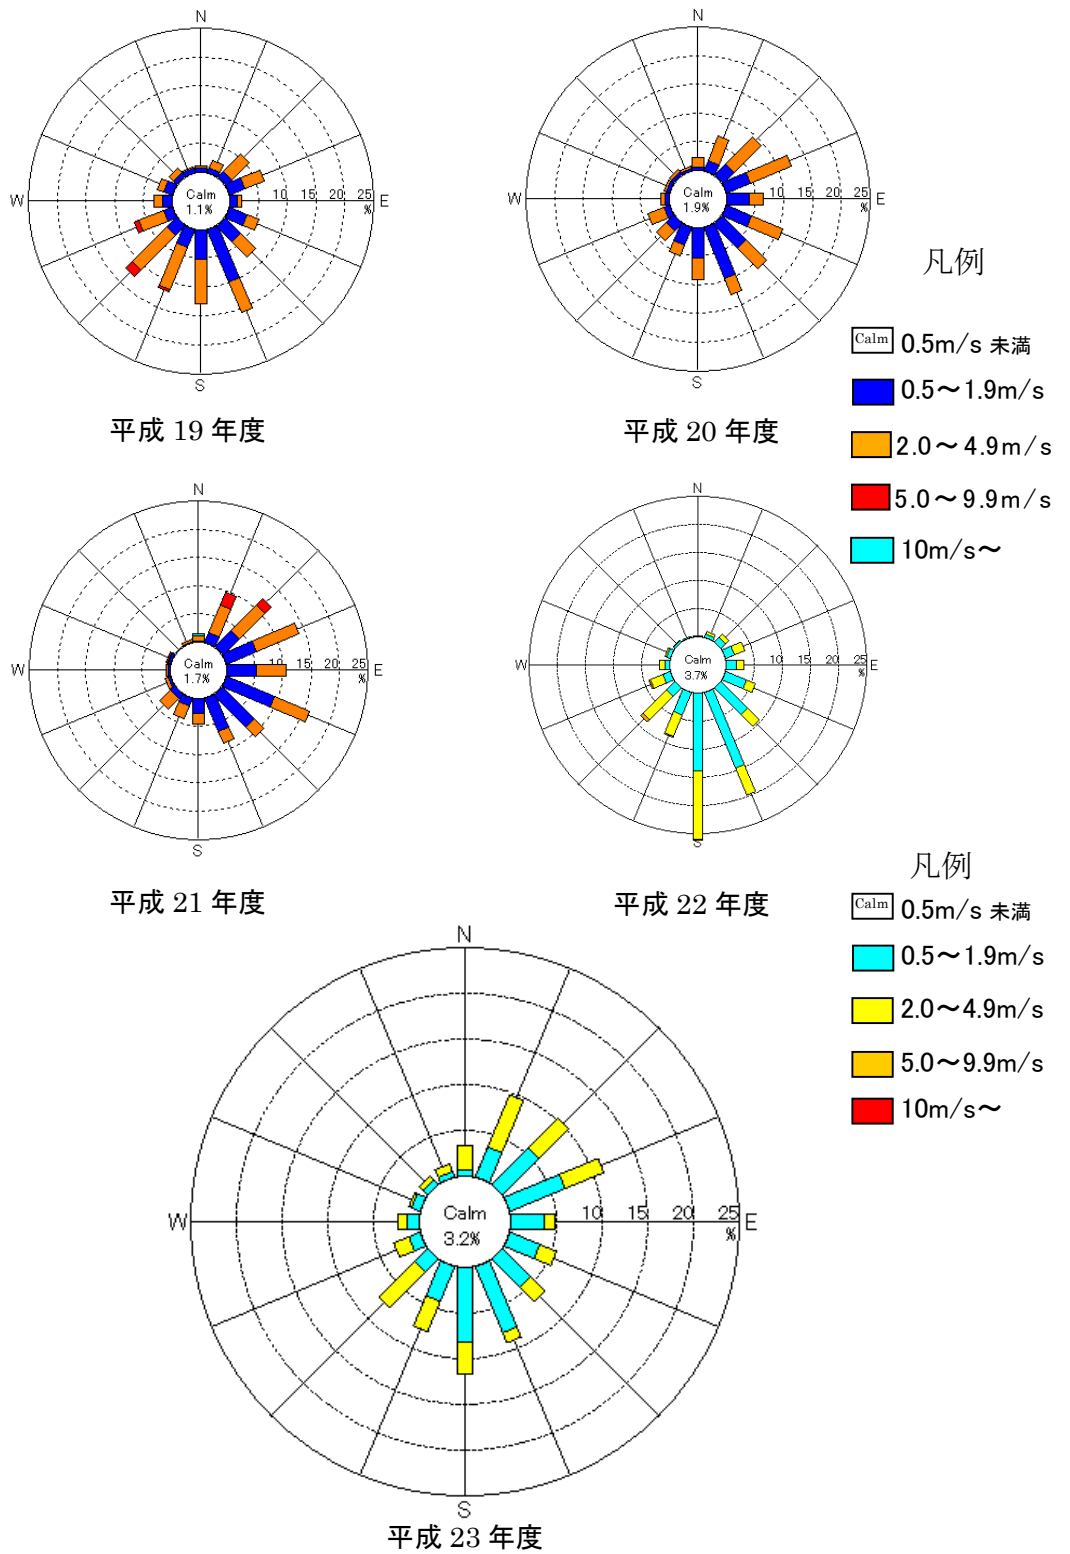 N
W
Calm
1.1%
10 15 20 25
%
E
S
平成 19 年度
N
W
Calm
1.9%
10 15 20 25
%
E
S
平成 20 年度
凡例
Calm 0.5m/s 未満
0.5～1.9m/s
2.0～4.9m/s
5.0～9.9m/s
10m/s～
N
W
Calm
1.7%
10 15 20 25
%
E
S
平成 21 年度
N
W
Calm
3.7%
10 15 20 25
%
E
S
平成 22 年度
凡例
Calm 0.5m/s 未満
0.5～1.9m/s
2.0～4.9m/s
5.0～9.9m/s
10m/s～
N
W
Calm
3.2%
10 15 20 25
%
E
S
平成 23 年度